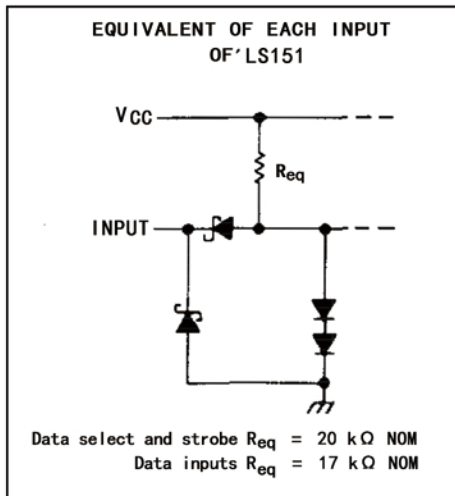 EQUIVALENT OF EACH INPUT
OF'LS151
VCC
Req
INPUT
Data select and strobe Req = 20 kΩ NOM
Data inputs Req = 17 kΩ NOM